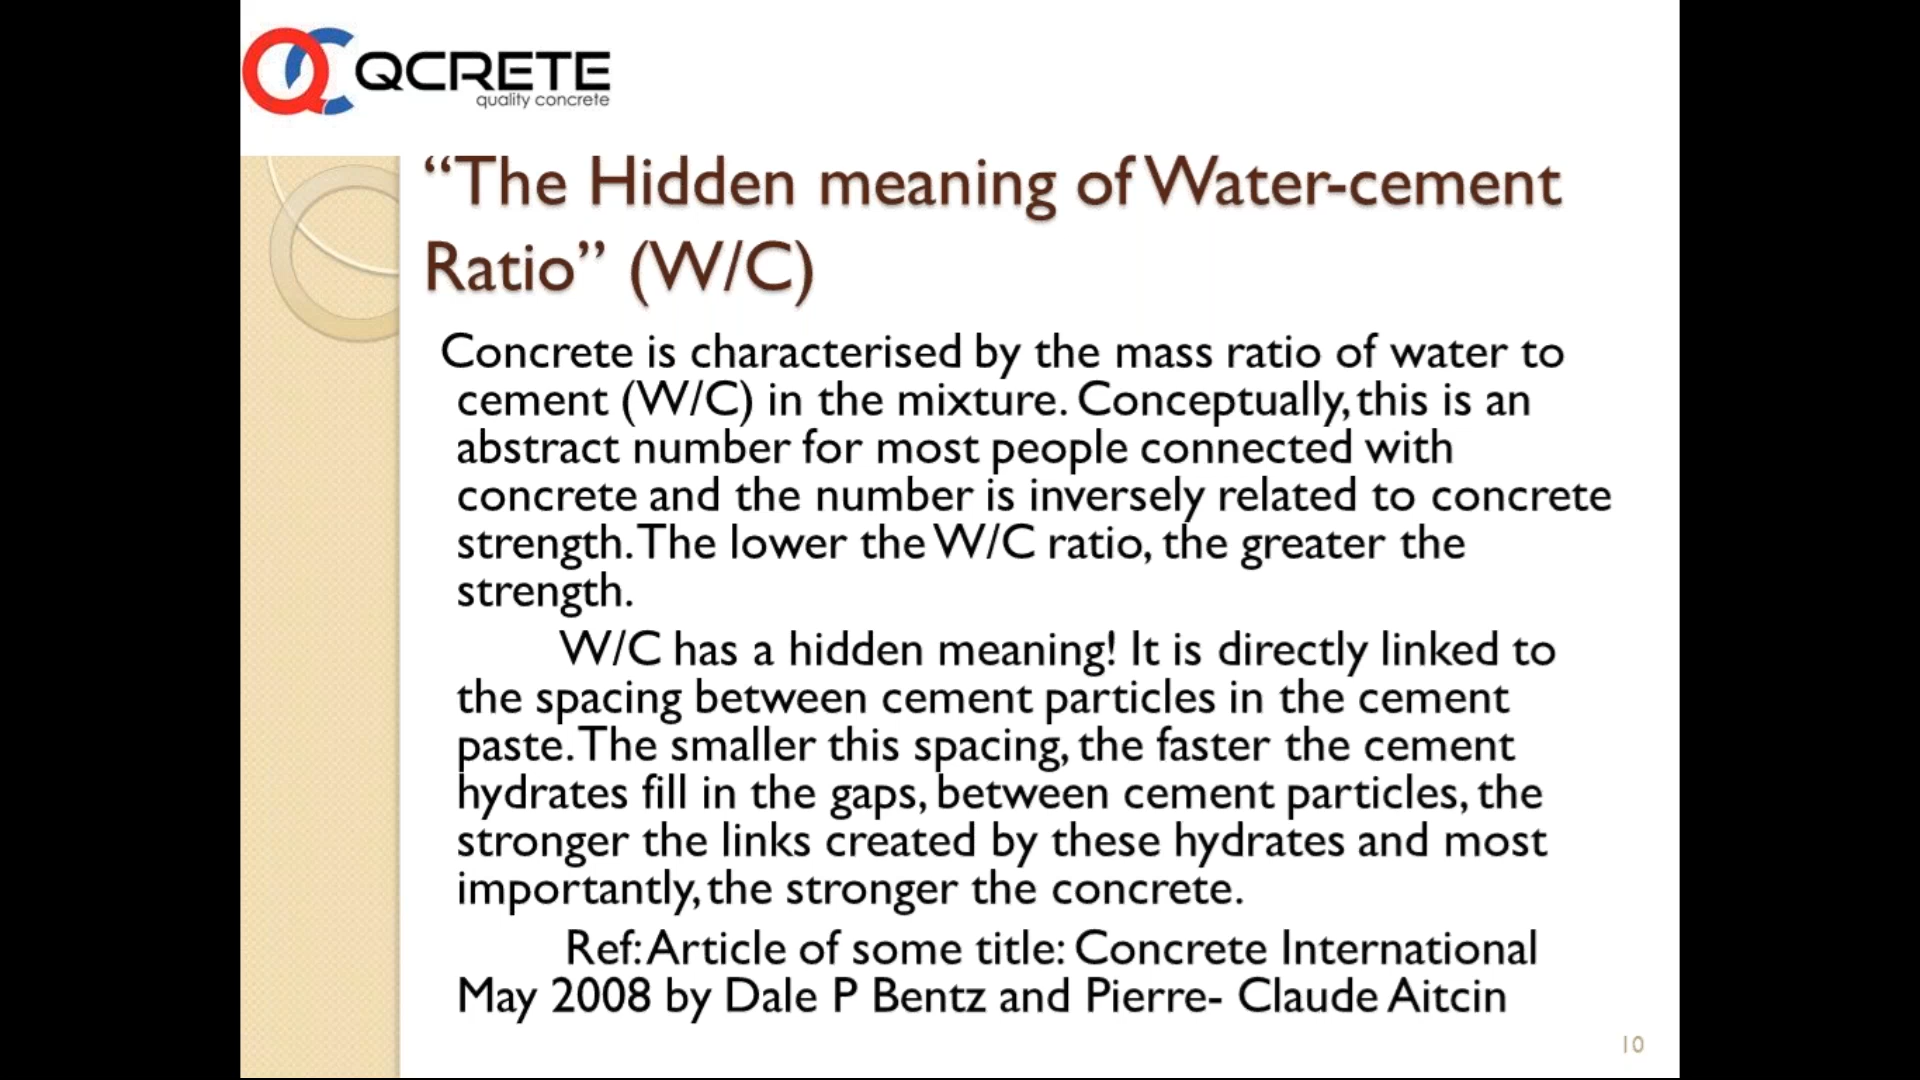 QCRETE
quality concrete
“The Hidden meaning of Water-cement
Ratio” (W/C)
Concrete is characterised by the mass ratio of water to
cement (W/C) in the mixture. Conceptually, this is an
abstract number for most people connected with
concrete and the number is inversely related to concrete
strength. The lower the W/C ratio, the greater the
strength.
W/C has a hidden meaning! It is directly linked to
the spacing between cement particles in the cement
paste. The smaller this spacing, the faster the cement
hydrates fill in the gaps, between cement particles, the
stronger the links created by these hydrates and most
importantly, the stronger the concrete.
Ref: Article of some title: Concrete International
May 2008 by Dale P Bentz and Pierre- Claude Aitcin
10